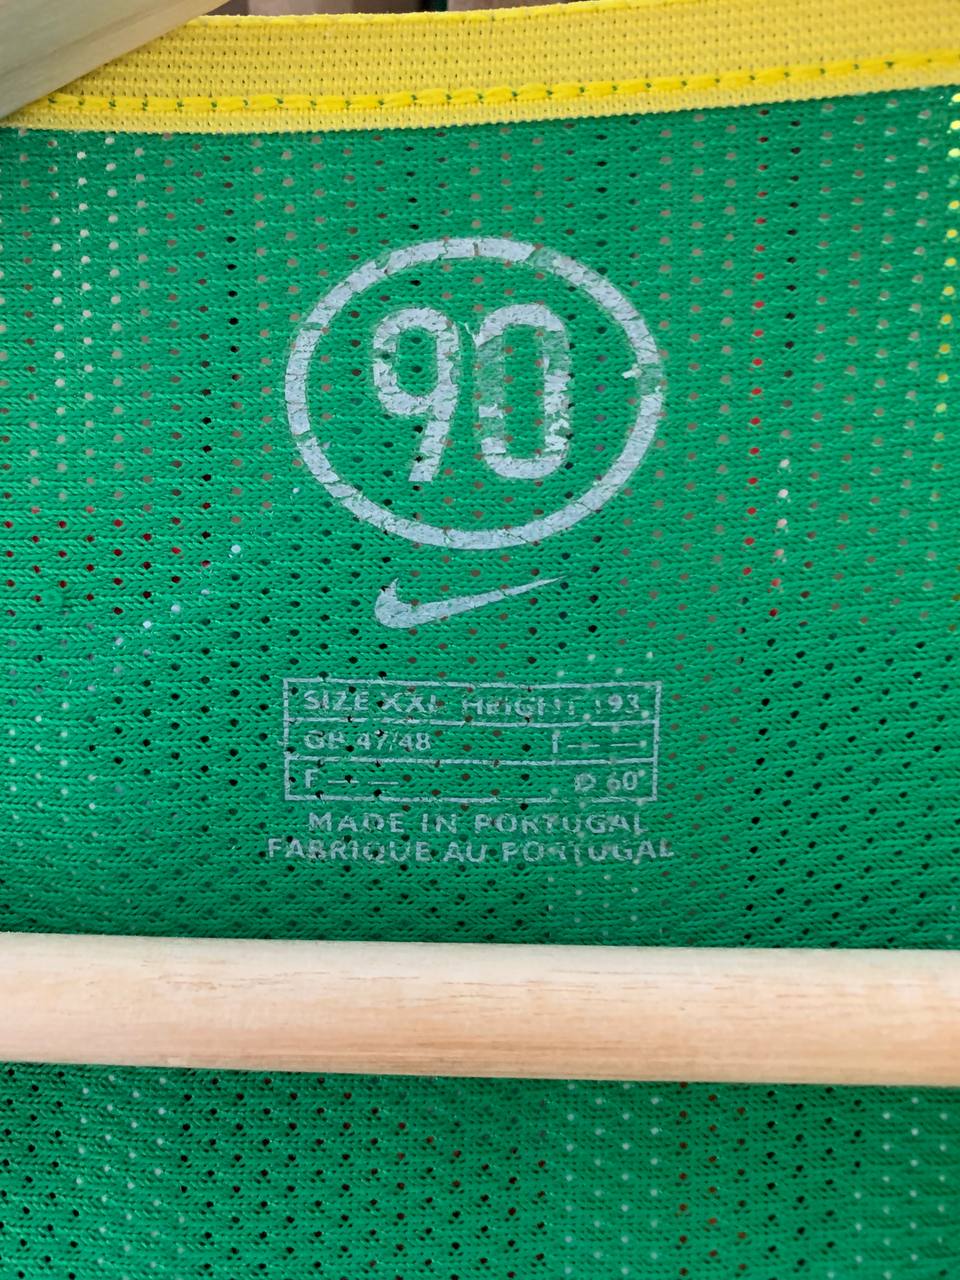 90
SIZE XXL HEIGHT 193
GB 47/48 I — —
F — — D 60"
MADE IN PORTUGAL
FABRIQUE AU PORTUGAL